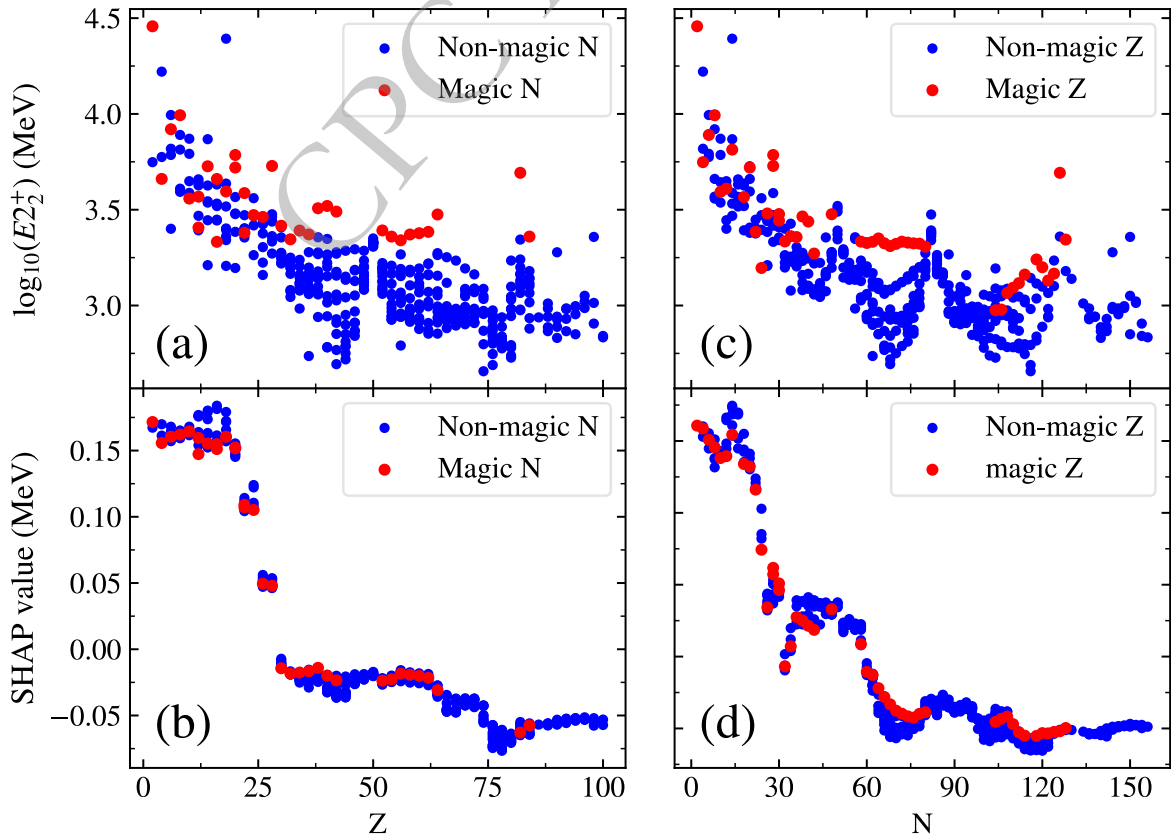 4.5
4.0
3.5
3.0
log₁₀(E2₂⁺) (MeV)
Non-magic N
Magic N
(a)
Non-magic Z
Magic Z
(c)
CPC
0.15
0.10
0.05
0.00
−0.05
SHAP value (MeV)
Non-magic N
Magic N
(b)
0 25 50 75 100
Z
Non-magic Z
magic Z
(d)
0 30 60 90 120 150
N